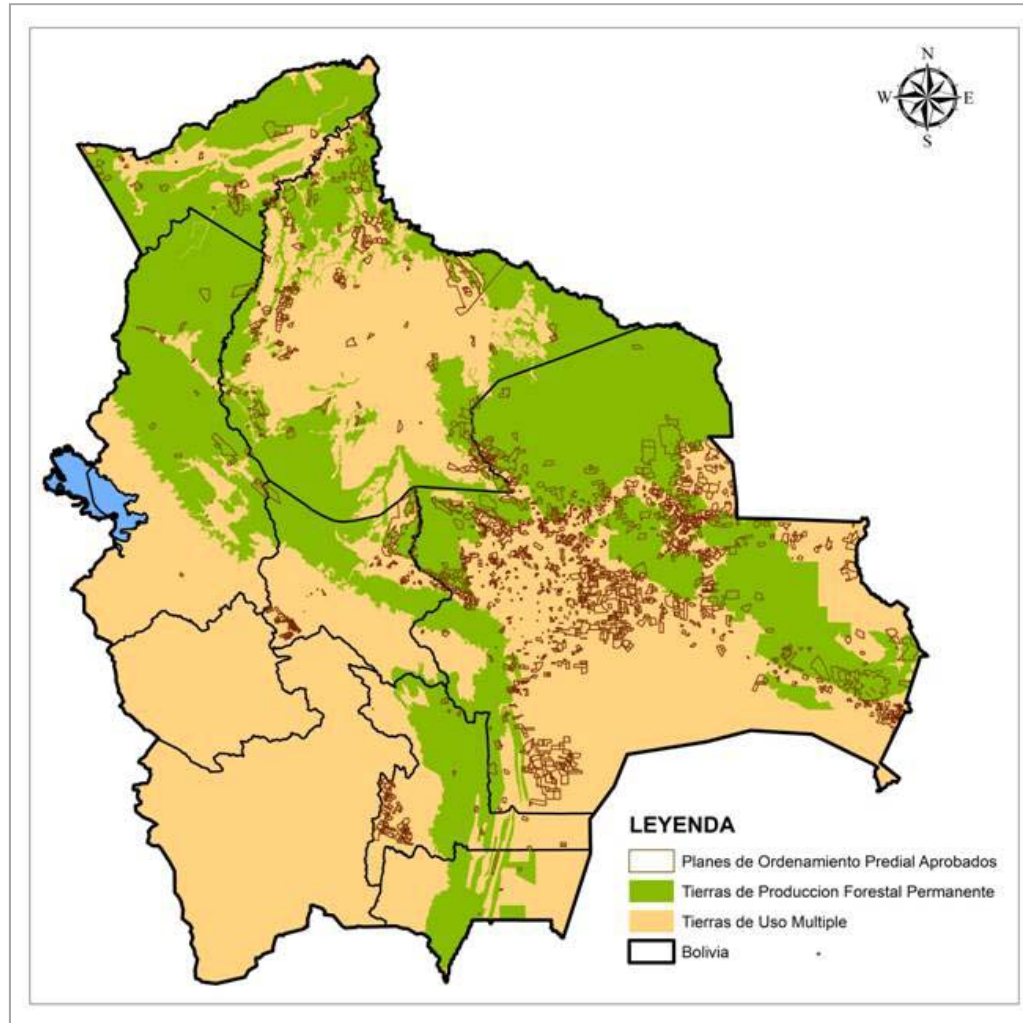 N
W E
S
LEYENDA
Planes de Ordenamiento Predial Aprobados
Tierras de Produccion Forestal Permanente
Tierras de Uso Multiple
Bolivia